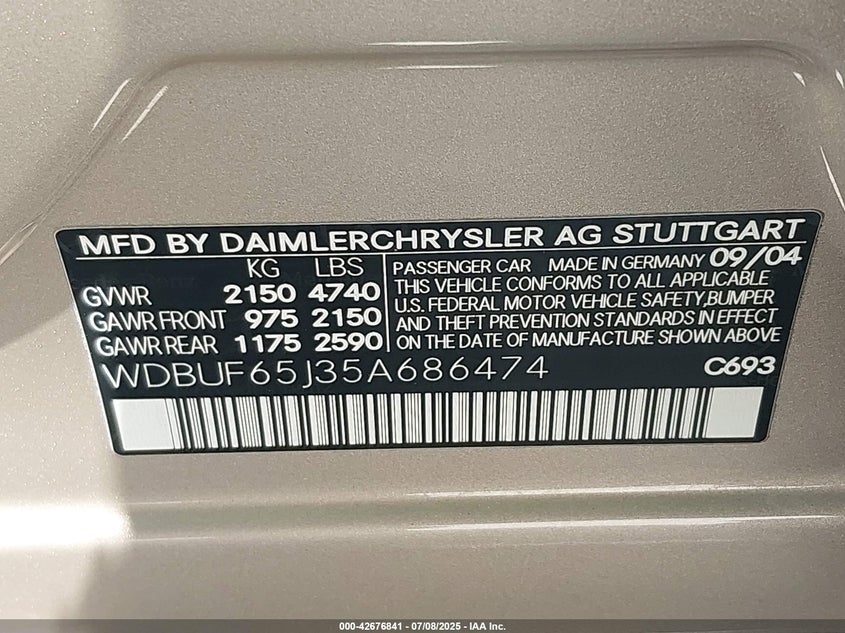 MFD BY DAIMLERCHRYSLER AG STUTTGART
KG LBS
GVWR 2150 4740
GAWR FRONT 975 2150
GAWR REAR 1175 2590
PASSENGER CAR MADE IN GERMANY 09/04
THIS VEHICLE CONFORMS TO ALL APPLICABLE
U.S. FEDERAL MOTOR VEHICLE SAFETY,BUMPER
AND THEFT PREVENTION STANDARDS IN EFFECT
ON THE DATE OF MANUFACTURE SHOWN ABOVE
WDBUF65J35A686474 C693
000-42676841 / 07/08/2025 - IAA Inc.